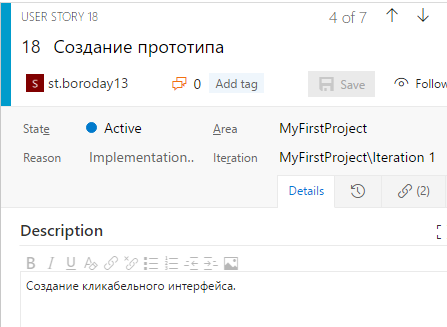 USER STORY 18
4 of 7
18 Создание прототипа
S st.boroday13
0
Add tag
Save
Follow
State
Active
Area
MyFirstProject
Reason
Implementation..
Iteration
MyFirstProject\Iteration 1
Details
(2)
Description
B I U
Создание кликабельного интерфейса.